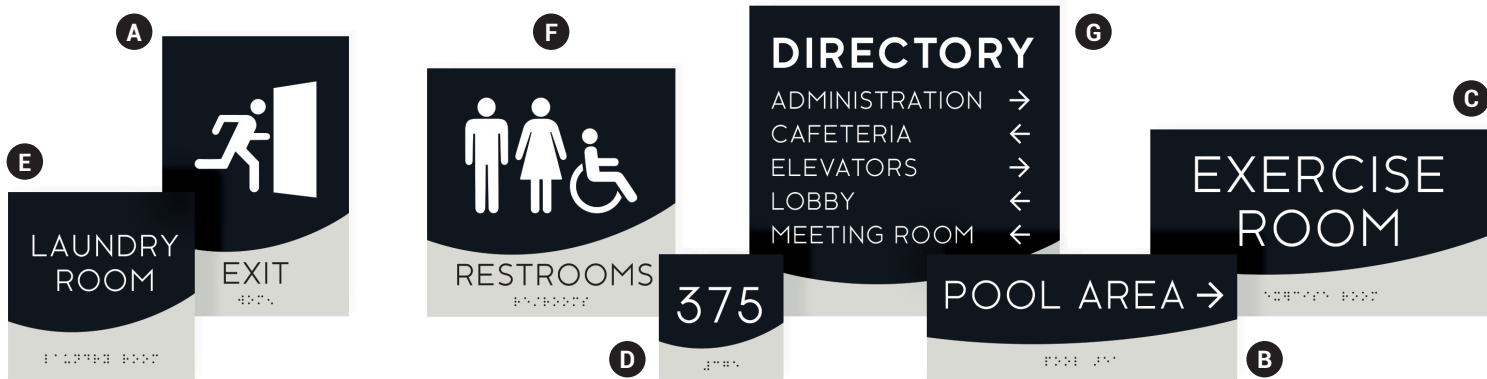 A
EXIT
E
LAUNDRY
ROOM
F
RESTROOMS
D
375
G
DIRECTORY
ADMINISTRATION →
CAFETERIA ←
ELEVATORS →
LOBBY ←
MEETING ROOM ←
B
POOL AREA →
C
EXERCISE
ROOM